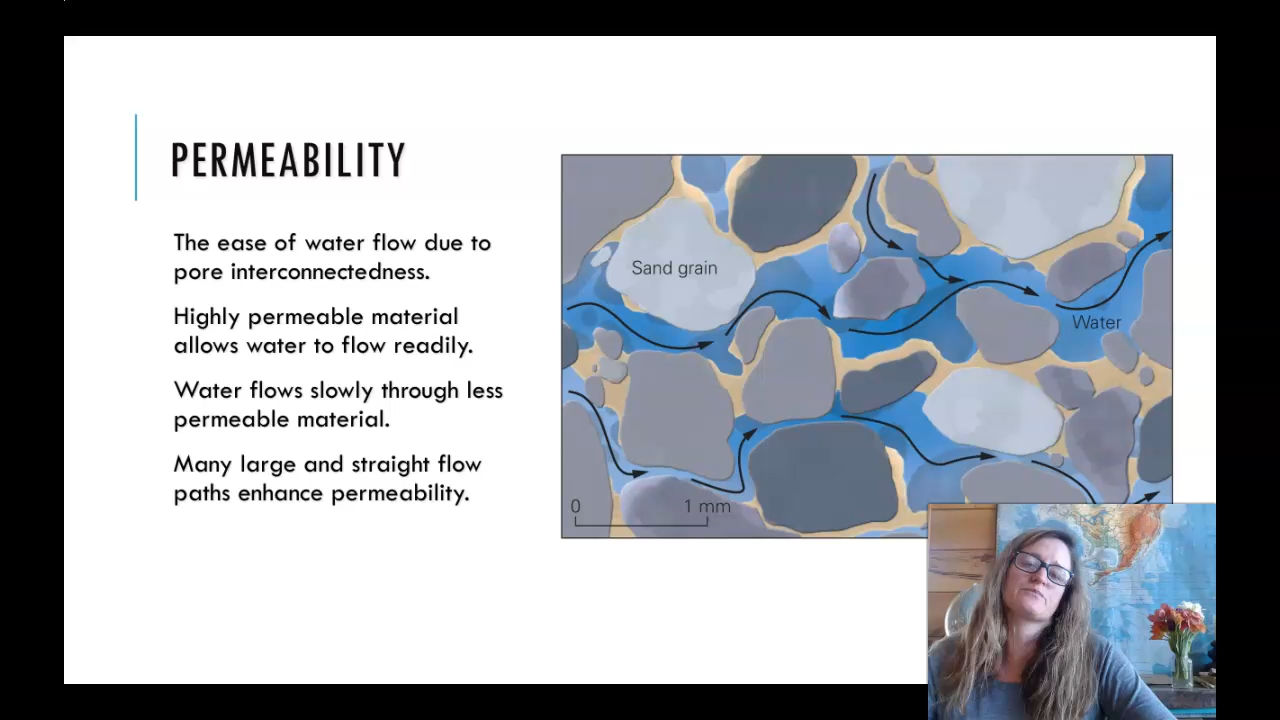 PERMEABILITY
The ease of water flow due to
pore interconnectedness.
Highly permeable material
allows water to flow readily.
Water flows slowly through less
permeable material.
Many large and straight flow
paths enhance permeability.
Sand grain
Water
0 1 mm